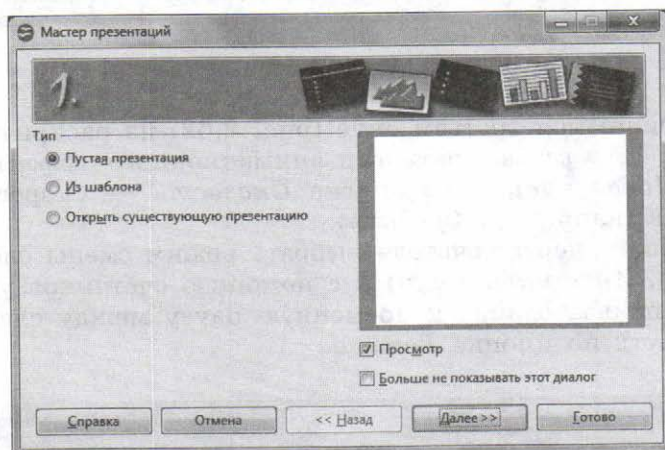 Мастер презентаций
1.
Тип
Пустая презентация
Из шаблона
Открыть существующую презентацию
Просмотр
Больше не показывать этот диалог
Справка Отмена << Назад Далее >> Готово